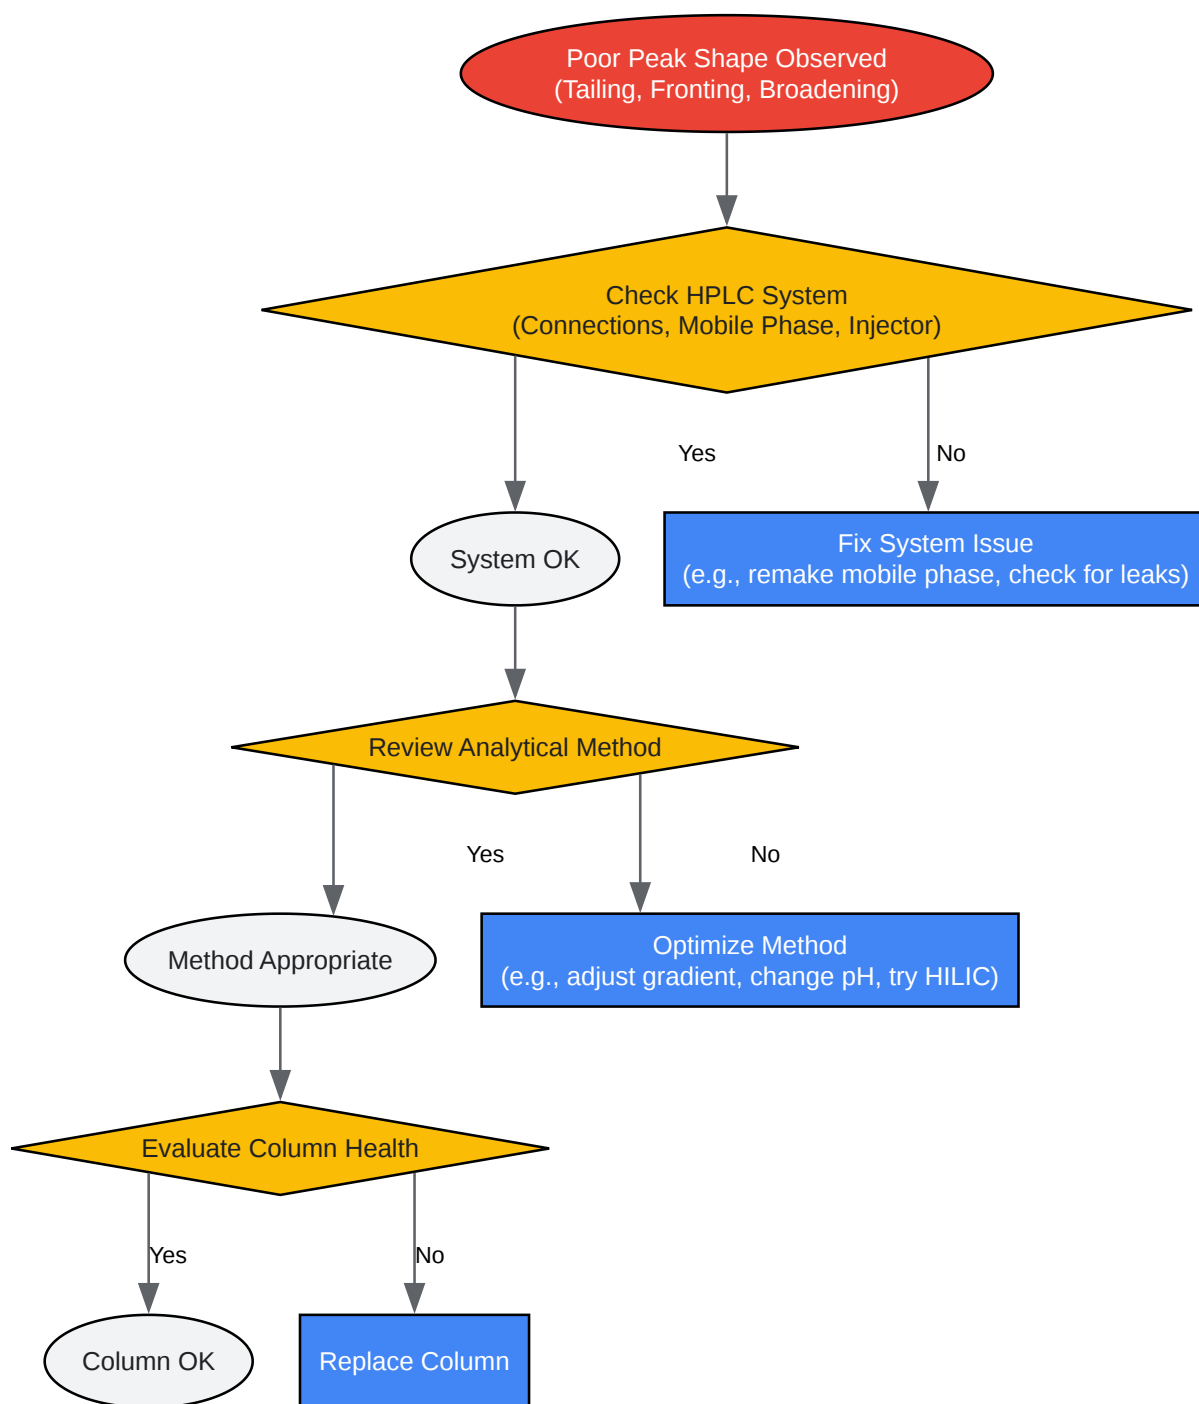 Poor Peak Shape Observed
(Tailing, Fronting, Broadening)
Check HPLC System
(Connections, Mobile Phase, Injector)
Yes
No
System OK
Fix System Issue
(e.g., remake mobile phase, check for leaks)
Review Analytical Method
Yes
No
Method Appropriate
Optimize Method
(e.g., adjust gradient, change pH, try HILIC)
Evaluate Column Health
Yes
No
Column OK
Replace Column